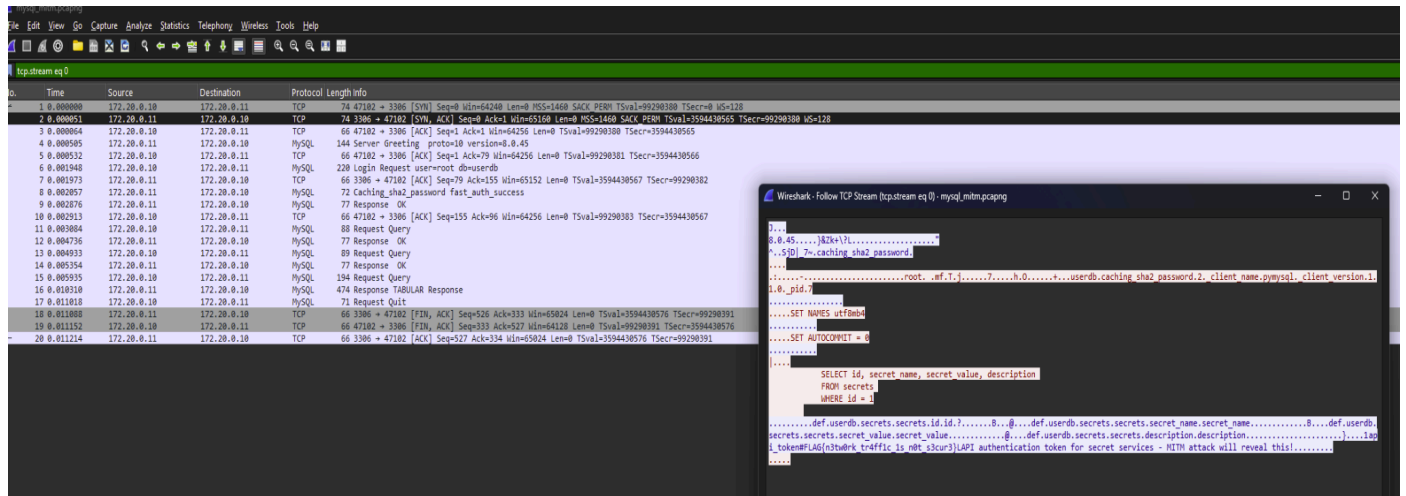 mysql_mitm.pcapng
File Edit View Go Capture Analyze Statistics Telephony Wireless Tools Help
tcp.stream eq 0
No. Time Source Destination Protocol Length Info
1 0.000000 172.20.0.10 172.20.0.11 TCP 74 47102 → 3306 [SYN] Seq=0 Win=64240 Len=0 MSS=1460 SACK_PERM TSval=99290380 TSecr=0 WS=128
2 0.000051 172.20.0.11 172.20.0.10 TCP 74 3306 → 47102 [SYN, ACK] Seq=0 Ack=1 Win=65160 Len=0 MSS=1460 SACK_PERM TSval=3594430565 TSecr=99290380 WS=128
3 0.000064 172.20.0.10 172.20.0.11 TCP 66 47102 → 3306 [ACK] Seq=1 Ack=1 Win=64256 Len=0 TSval=99290380 TSecr=3594430565
4 0.000505 172.20.0.11 172.20.0.10 MySQL 144 Server Greeting proto=10 version=8.0.45
5 0.000532 172.20.0.10 172.20.0.11 TCP 66 47102 → 3306 [ACK] Seq=1 Ack=79 Win=64256 Len=0 TSval=99290381 TSecr=3594430566
6 0.001948 172.20.0.10 172.20.0.11 MySQL 220 Login Request user=root db=userdb
7 0.001973 172.20.0.11 172.20.0.10 TCP 66 3306 → 47102 [ACK] Seq=79 Ack=155 Win=65152 Len=0 TSval=3594430567 TSecr=99290382
8 0.002057 172.20.0.11 172.20.0.10 MySQL 72 Caching_sha2_password fast_auth_success
9 0.002876 172.20.0.11 172.20.0.10 MySQL 77 Response OK
10 0.002913 172.20.0.10 172.20.0.11 TCP 66 47102 → 3306 [ACK] Seq=155 Ack=96 Win=64256 Len=0 TSval=99290383 TSecr=3594430567
11 0.003084 172.20.0.10 172.20.0.11 MySQL 88 Request Query
12 0.004736 172.20.0.11 172.20.0.10 MySQL 77 Response OK
13 0.004933 172.20.0.10 172.20.0.11 MySQL 89 Request Query
14 0.005354 172.20.0.11 172.20.0.10 MySQL 77 Response OK
15 0.005935 172.20.0.10 172.20.0.11 MySQL 194 Request Query
16 0.010310 172.20.0.11 172.20.0.10 MySQL 474 Response TABULAR Response
17 0.011018 172.20.0.10 172.20.0.11 MySQL 71 Request Quit
18 0.011088 172.20.0.11 172.20.0.10 TCP 66 3306 → 47102 [FIN, ACK] Seq=526 Ack=333 Win=65024 Len=0 TSval=3594430576 TSecr=99290391
19 0.011152 172.20.0.10 172.20.0.11 TCP 66 47102 → 3306 [FIN, ACK] Seq=333 Ack=527 Win=64128 Len=0 TSval=99290391 TSecr=3594430576
20 0.011214 172.20.0.11 172.20.0.10 TCP 66 3306 → 47102 [ACK] Seq=527 Ack=334 Win=65024 Len=0 TSval=3594430576 TSecr=99290391
Wireshark - Follow TCP Stream (tcp.stream eq 0) - mysql_mitm.pcapng
J...
8.0.45.....}&Zk+\?L..................."
^..SjD|_7~.caching_sha2_password.
....
.:.....-.......................root. .mf.T.j.....7.....h.O......+...userdb.caching_sha2_password.2._client_name.pymysql._client_version.1.
1.0._pid.7
.................
.....SET NAMES utf8mb4
...........
.....SET AUTOCOMMIT = 0
...........
|....
SELECT id, secret_name, secret_value, description
FROM secrets
WHERE id = 1
..........def.userdb.secrets.secrets.id.id.?.......B...@....def.userdb.secrets.secrets.secret_name.secret_name.............B....def.userdb.
secrets.secrets.secret_value.secret_value.............@....def.userdb.secrets.secrets.description.description......................}....1ap
i_token#FLAG{n3tw0rk_tr4ff1c_1s_n0t_s3cur3}LAPI authentication token for secret services - MITM attack will reveal this!.........
.....